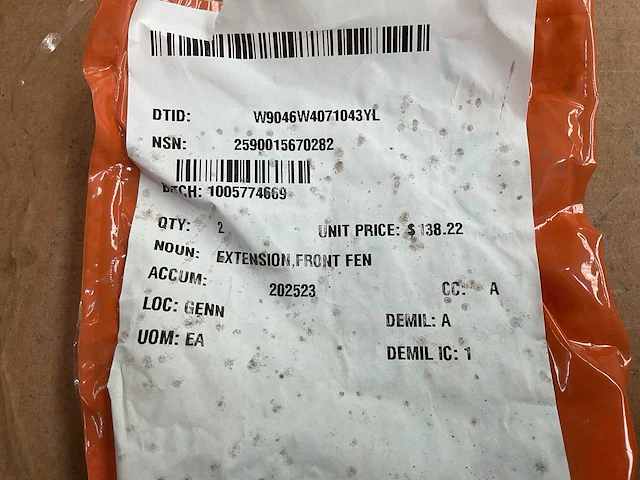 DTID: W9046W4071043YL
NSN: 2590015670282
BTCH: 1005774669
QTY: 2 UNIT PRICE: $ 138.22
NOUN: EXTENSION,FRONT FEN
ACCUM: 202523 CC: A
LOC: GENN DEMIL: A
UOM: EA DEMIL IC: 1